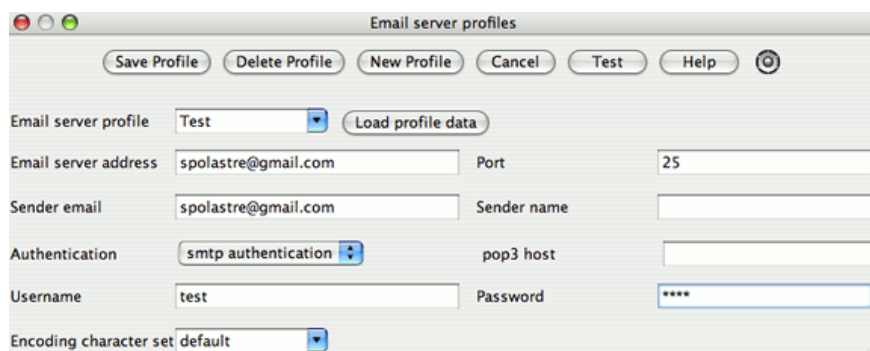 Email server profiles
Save Profile Delete Profile New Profile Cancel Test Help
Email server profile Test Load profile data
Email server address spolastre@gmail.com Port 25
Sender email spolastre@gmail.com Sender name
Authentication smtp authentication pop3 host
Username test Password ****
Encoding character set default